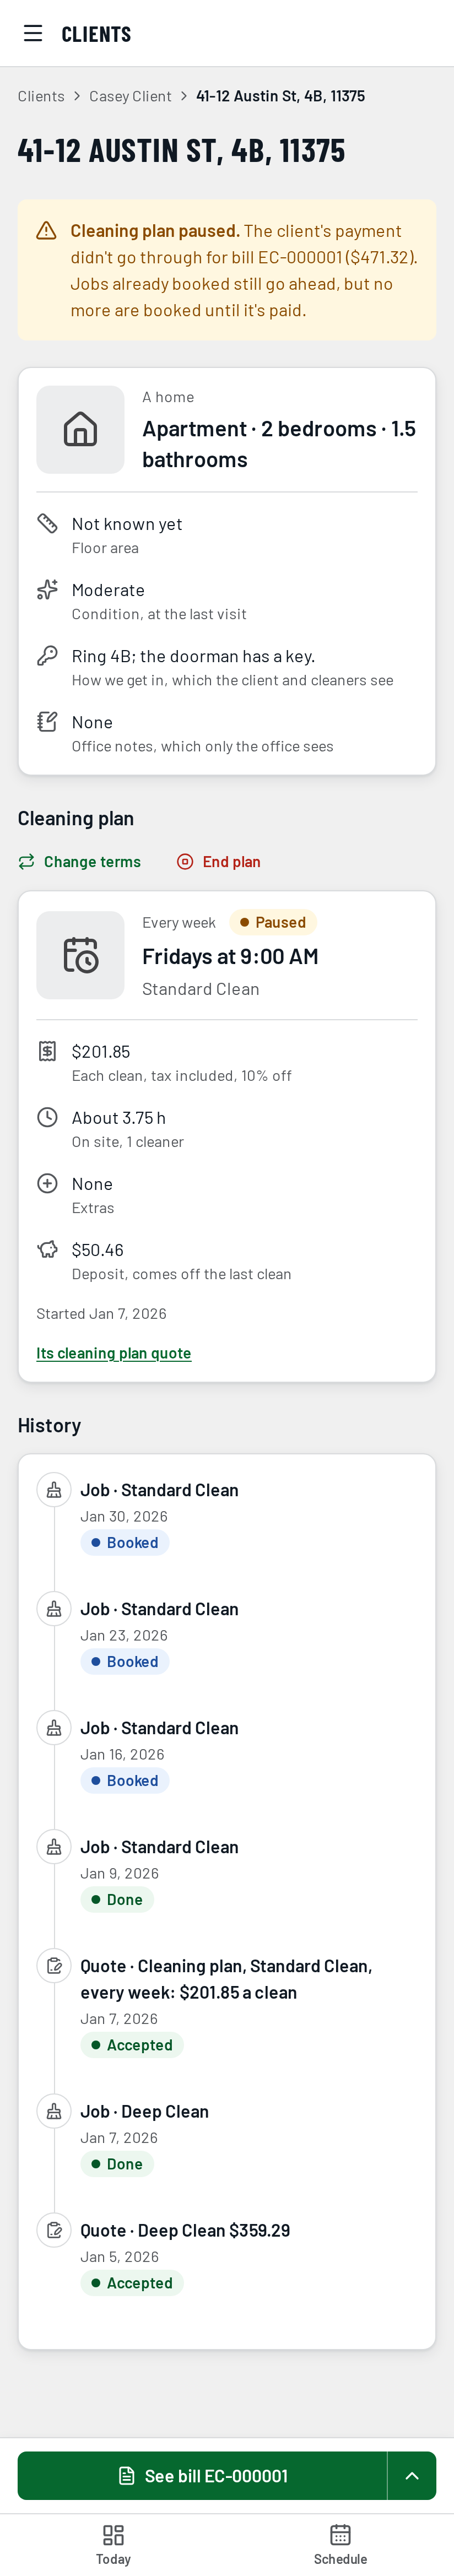 CLIENTS
Clients > Casey Client > 41-12 Austin St, 4B, 11375
41-12 AUSTIN ST, 4B, 11375
Cleaning plan paused. The client's payment
didn't go through for bill EC-000001 ($471.32).
Jobs already booked still go ahead, but no
more are booked until it's paid.
A home
Apartment · 2 bedrooms · 1.5
bathrooms
Not known yet
Floor area
Moderate
Condition, at the last visit
Ring 4B; the doorman has a key.
How we get in, which the client and cleaners see
None
Office notes, which only the office sees
Cleaning plan
Change terms End plan
Every week Paused
Fridays at 9:00 AM
Standard Clean
$201.85
Each clean, tax included, 10% off
About 3.75 h
On site, 1 cleaner
None
Extras
$50.46
Deposit, comes off the last clean
Started Jan 7, 2026
Its cleaning plan quote
History
Job · Standard Clean
Jan 30, 2026
Booked
Job · Standard Clean
Jan 23, 2026
Booked
Job · Standard Clean
Jan 16, 2026
Booked
Job · Standard Clean
Jan 9, 2026
Done
Quote · Cleaning plan, Standard Clean,
every week: $201.85 a clean
Jan 7, 2026
Accepted
Job · Deep Clean
Jan 7, 2026
Done
Quote · Deep Clean $359.29
Jan 5, 2026
Accepted
See bill EC-000001
Today Schedule